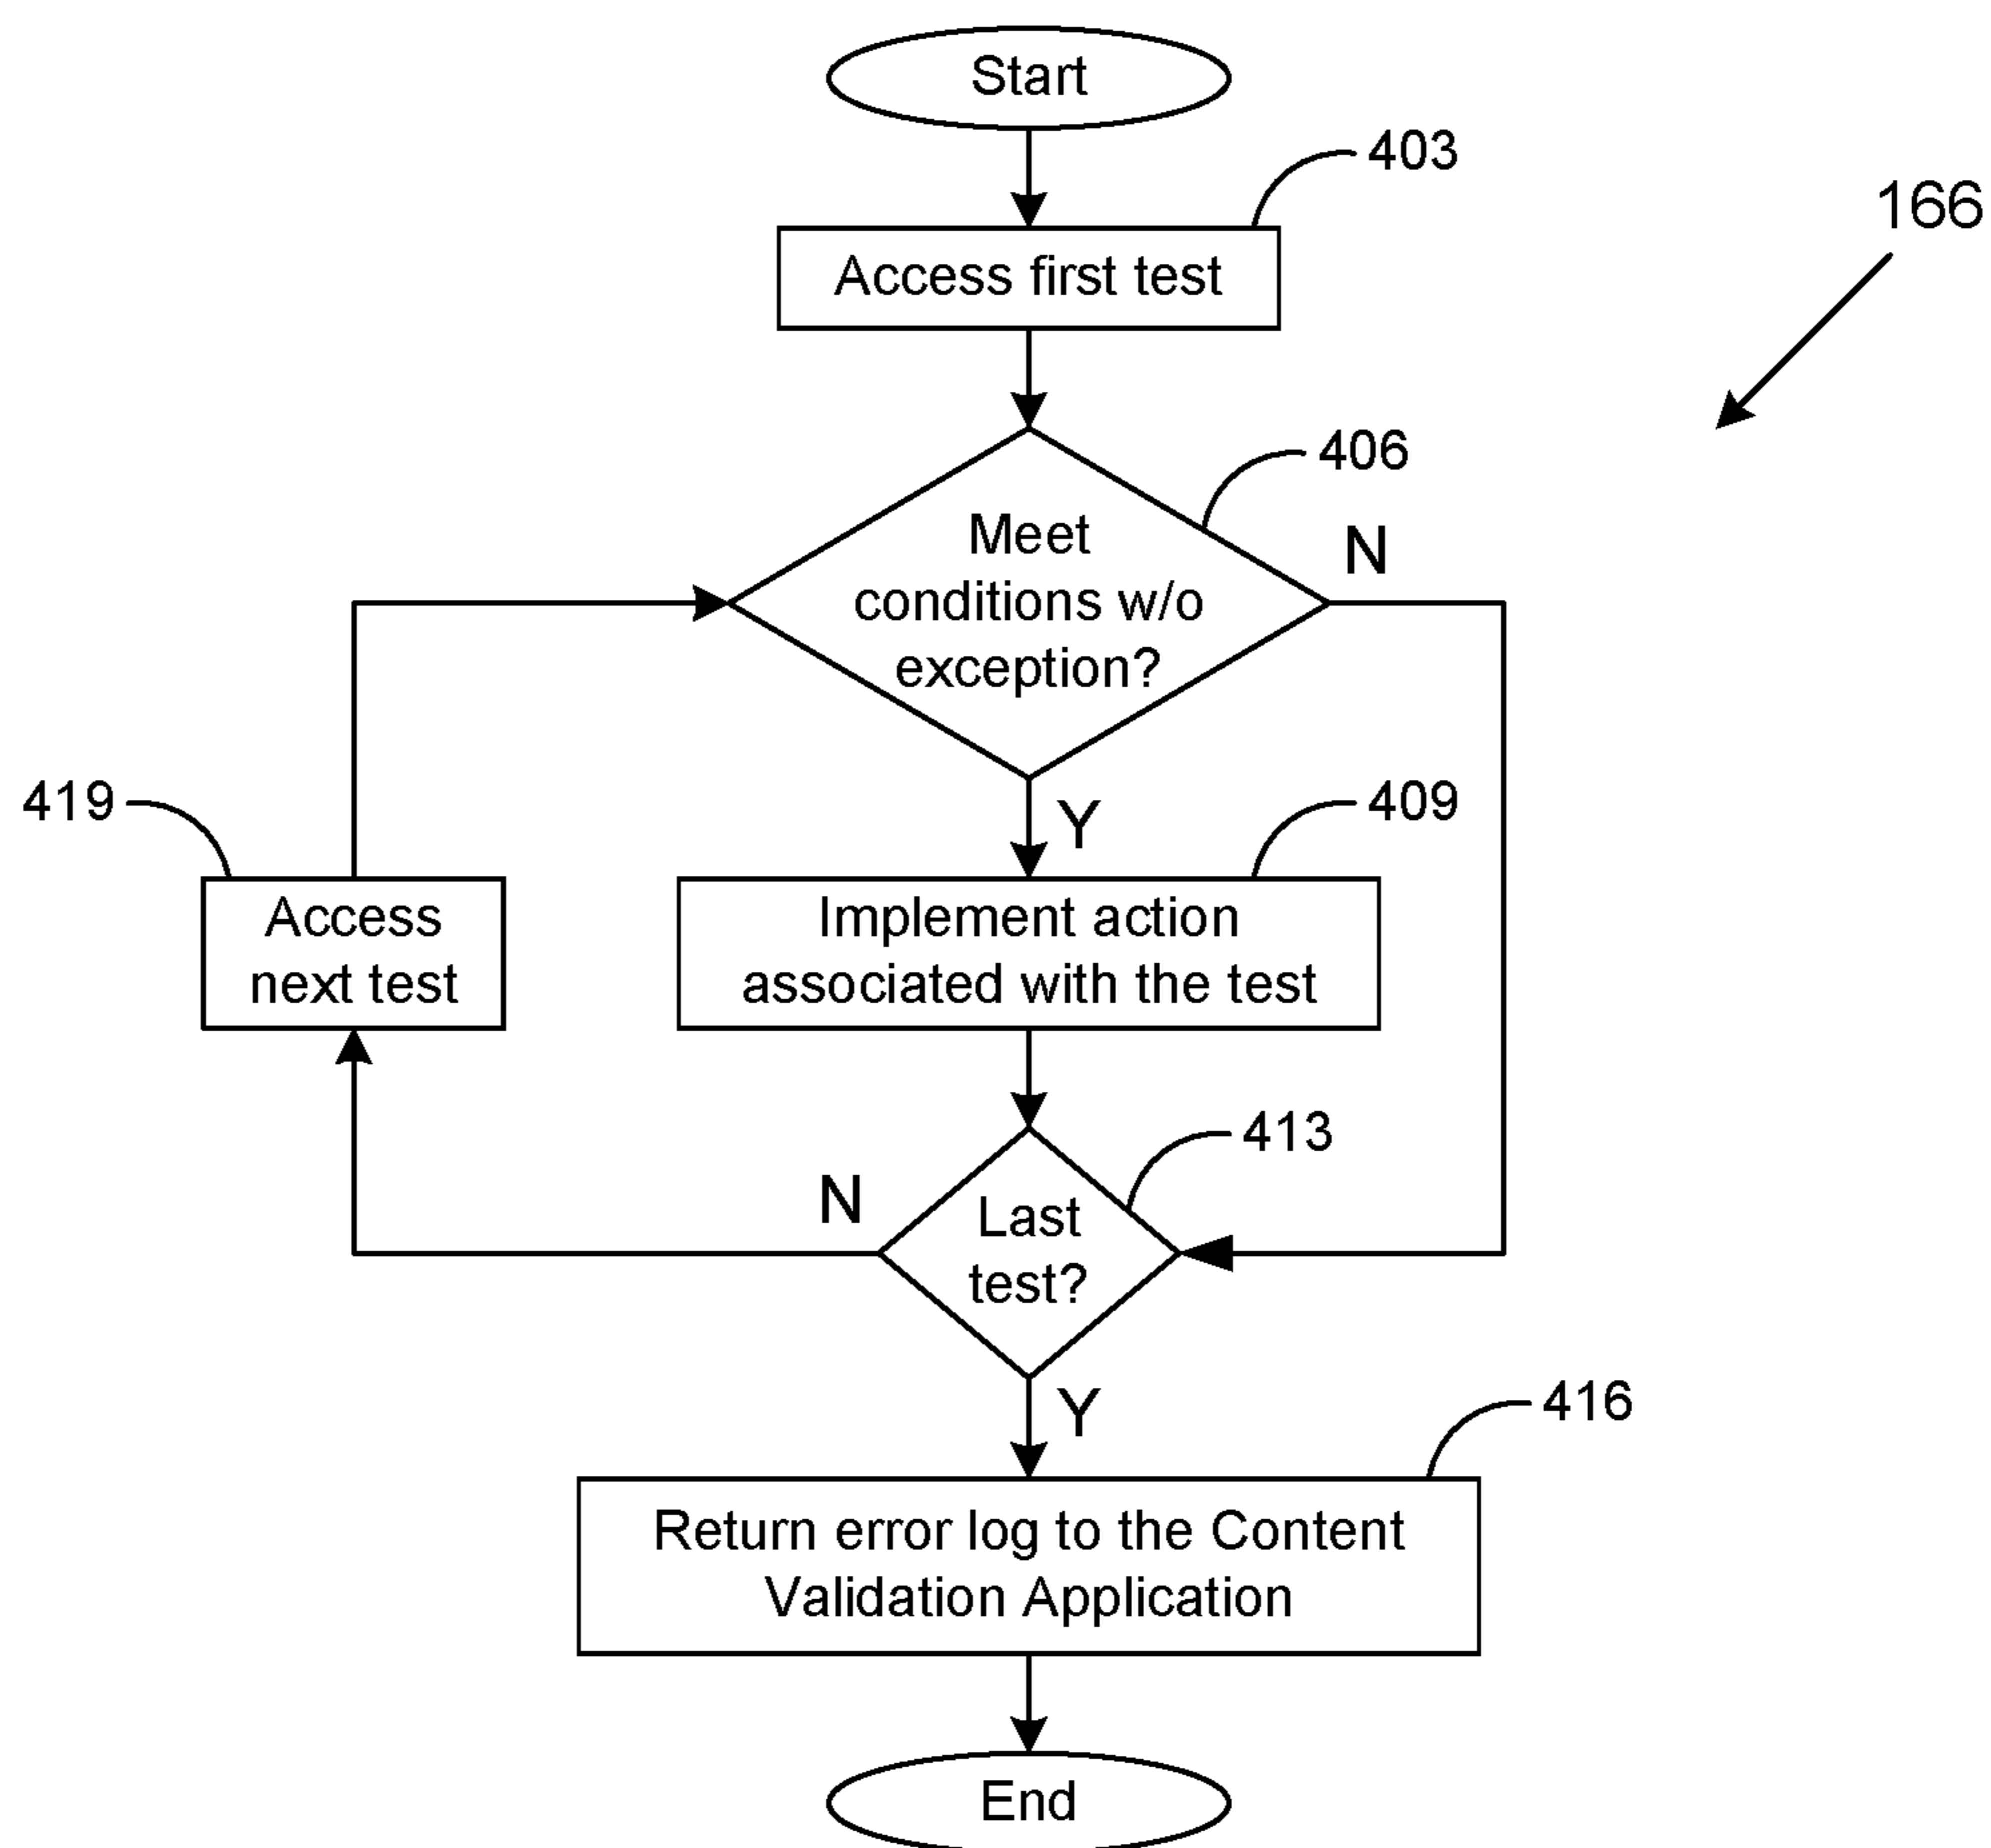 Start
403
166
Access first test
406
Meet
conditions w/o
exception?
N
Y
419
409
Access
next test
Implement action
associated with the test
413
N
Last
test?
Y
416
Return error log to the Content
Validation Application
End